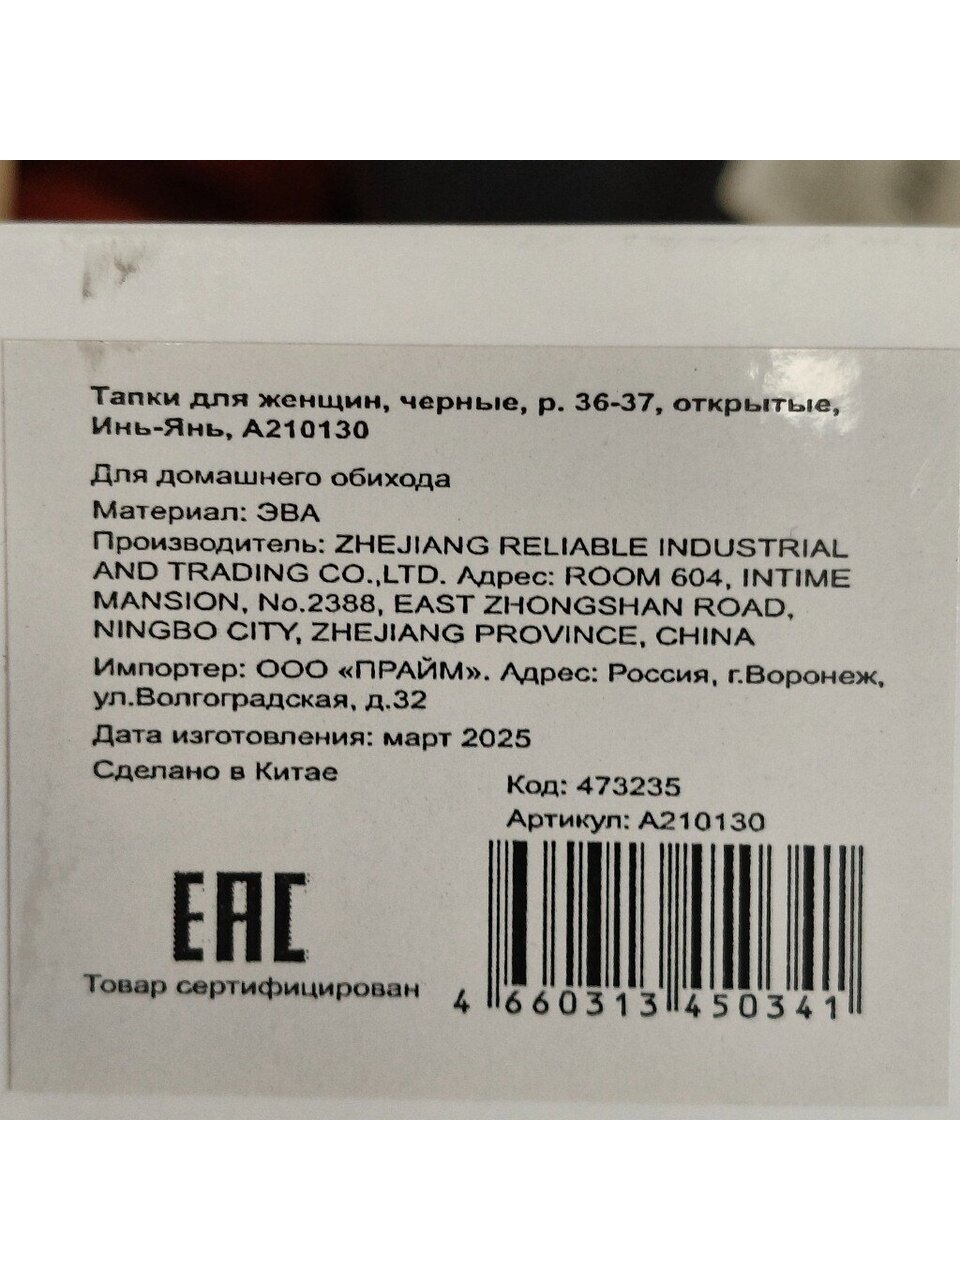 Тапки для женщин, черные, р. 36-37, открытые,
Инь-Янь, А210130
Для домашнего обихода
Материал: ЭВА
Производитель: ZHEJIANG RELIABLE INDUSTRIAL
AND TRADING CO.,LTD. Адрес: ROOM 604, INTIME
MANSION, No.2388, EAST ZHONGSHAN ROAD,
NINGBO CITY, ZHEJIANG PROVINCE, CHINA
Импортер: ООО «ПРАЙМ». Адрес: Россия, г.Воронеж,
ул.Волгоградская, д.32
Дата изготовления: март 2025
Сделано в Китае
Код: 473235
Артикул: А210130
ЕАС
Товар сертифицирован
4 660313 450341